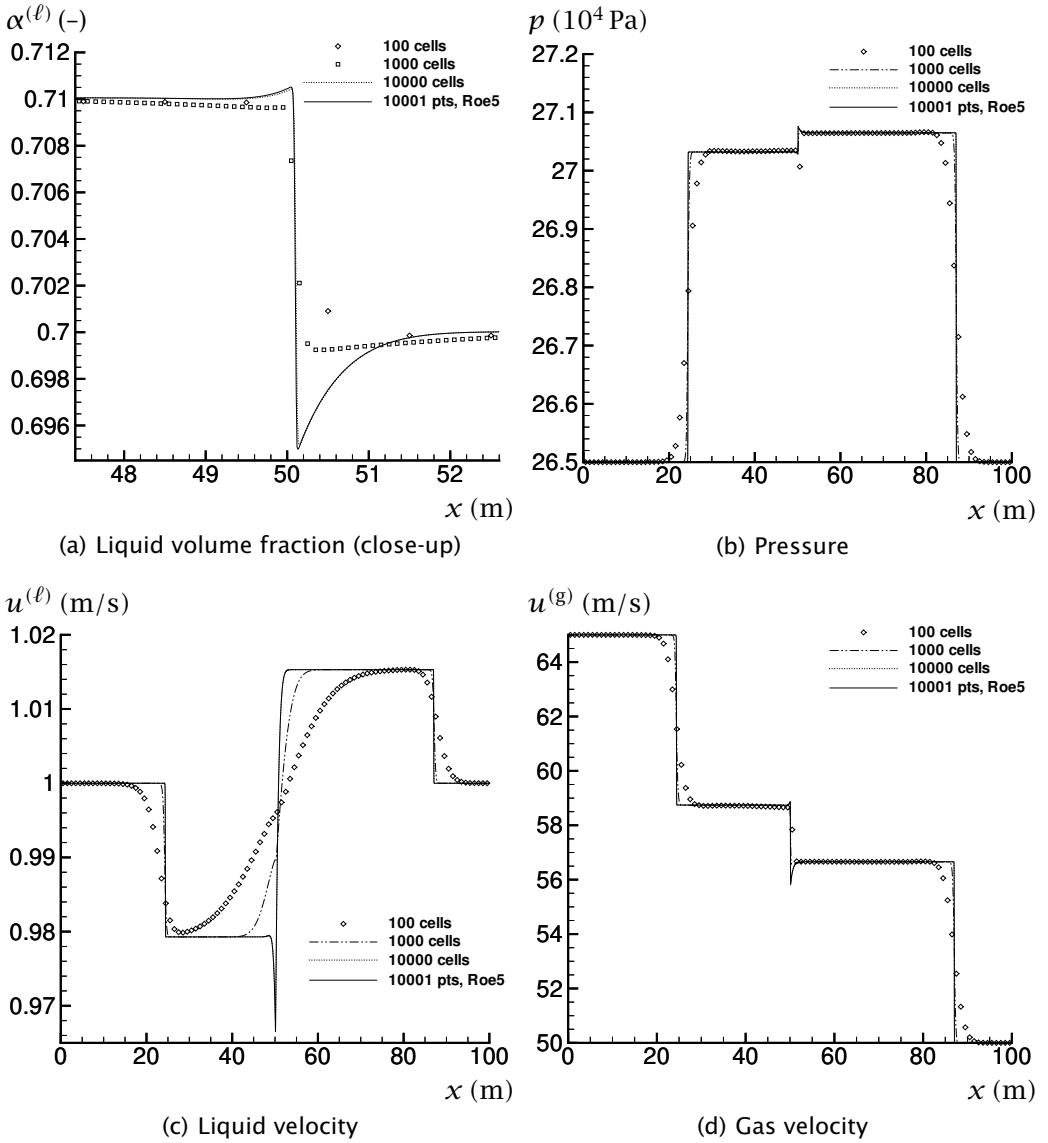 α^(ℓ) (–)
0.712
0.71
0.708
0.706
0.704
0.702
0.7
0.698
0.696
48 49 50 51 52
100 cells
1000 cells
10000 cells
10001 pts, Roe5
x (m)
(a) Liquid volume fraction (close-up)
p (10^4 Pa)
27.2
27.1
27
26.9
26.8
26.7
26.6
26.5
0 20 40 60 80 100
100 cells
1000 cells
10000 cells
10001 pts, Roe5
x (m)
(b) Pressure
u^(ℓ) (m/s)
1.02
1.01
1
0.99
0.98
0.97
0 20 40 60 80 100
100 cells
1000 cells
10000 cells
10001 pts, Roe5
x (m)
(c) Liquid velocity
u^(g) (m/s)
64
62
60
58
56
54
52
50
0 20 40 60 80 100
100 cells
1000 cells
10000 cells
10001 pts, Roe5
x (m)
(d) Gas velocity